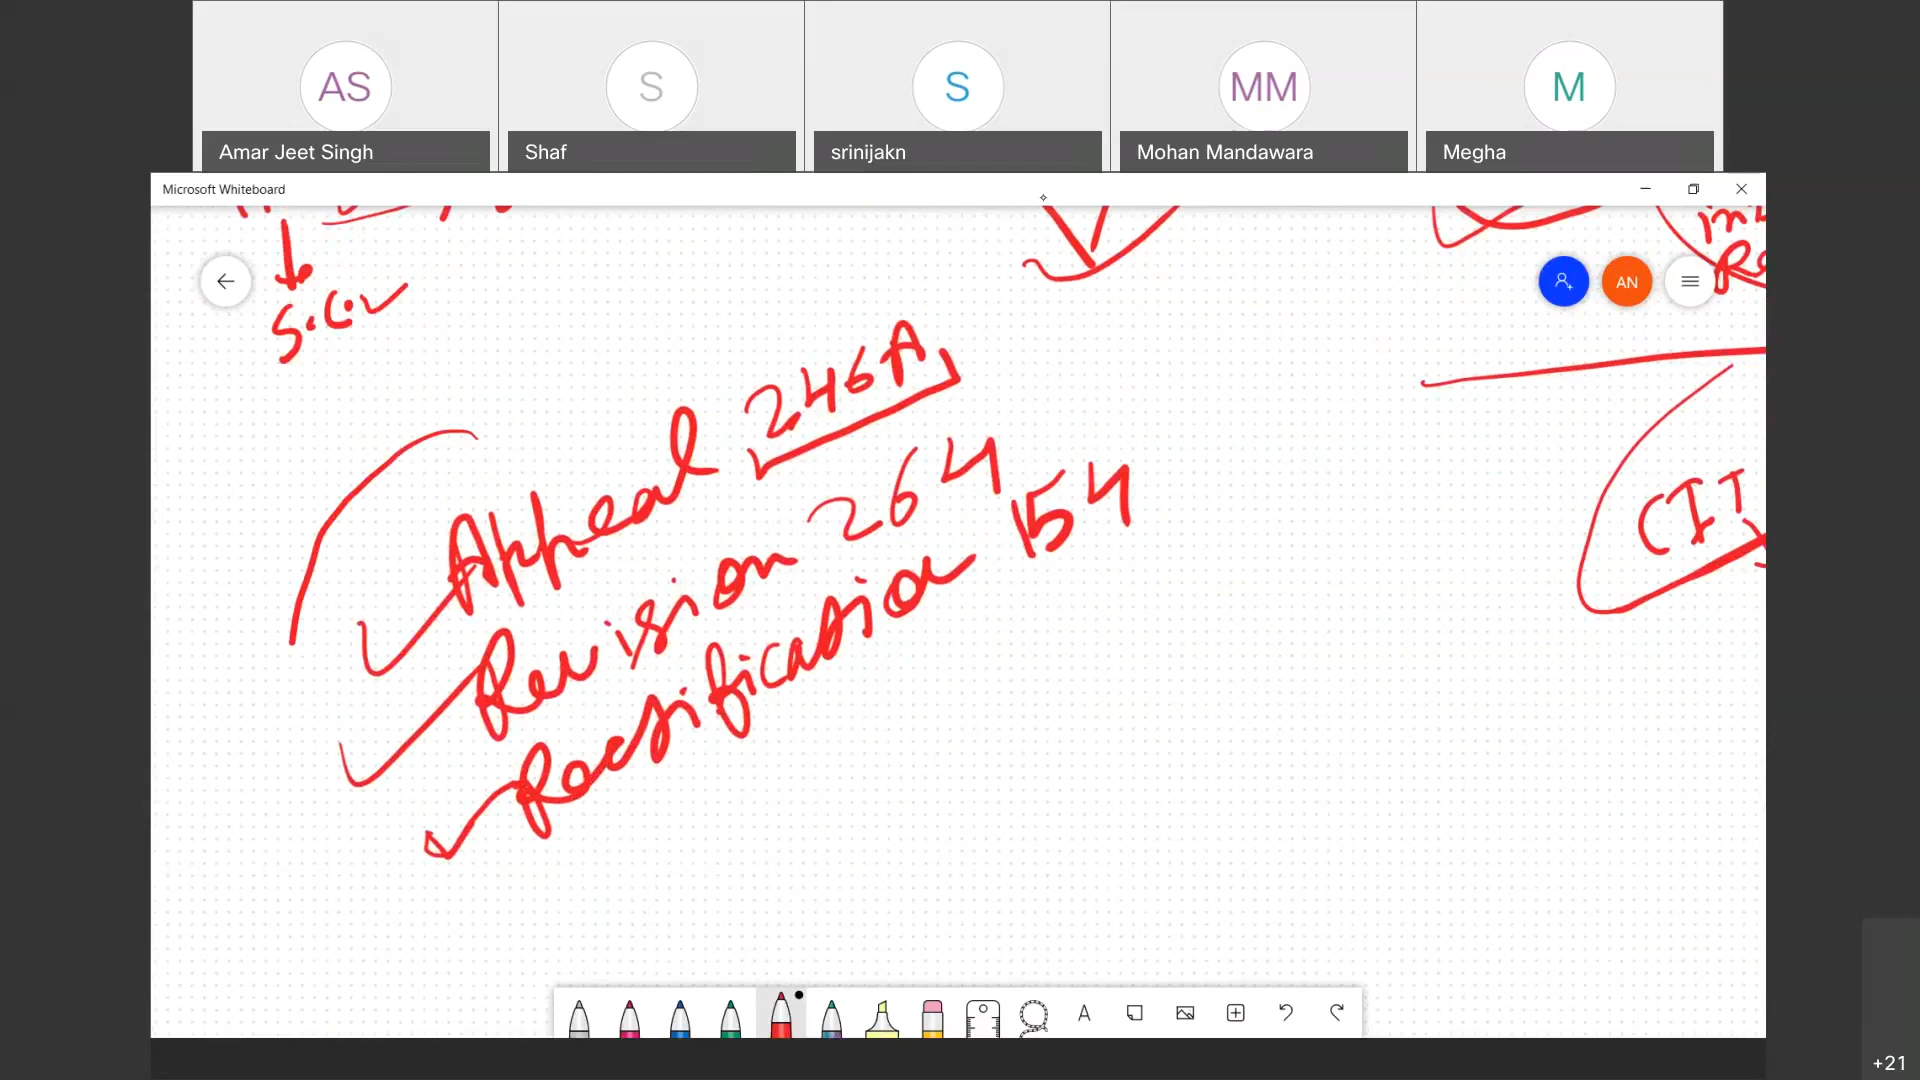 AS S S MM M
Amar Jeet Singh Shaf srinijakn Mohan Mandawara Megha
Microsoft Whiteboard
AN
S.C.
Appeal 246A
Revision 264
Rectification 154
CIT
A
+21